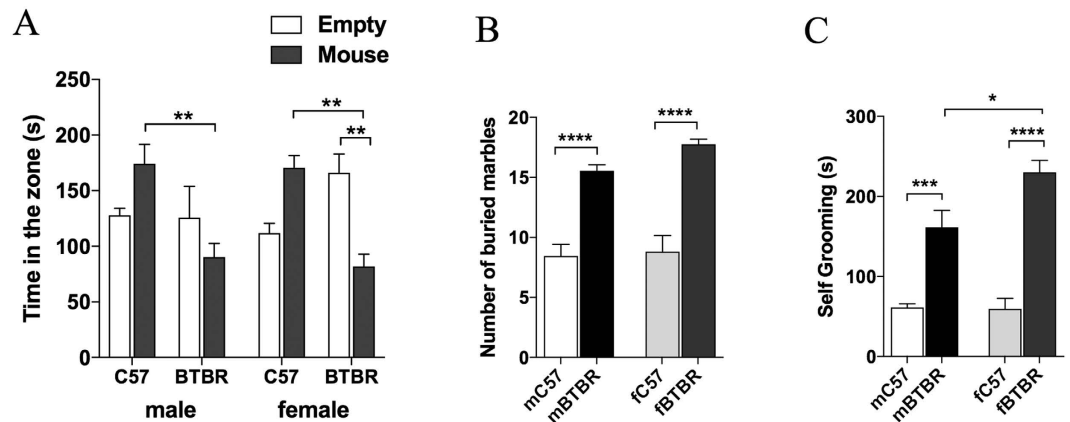 A
Empty
Mouse
Time in the zone (s)
250
200
150
100
50
0
**
**
**
C57
BTBR
C57
BTBR
male
female
B
Number of buried marbles
20
15
10
5
0
****
****
mC57
mBTBR
fC57
fBTBR
C
Self Grooming (s)
300
200
100
0
***
****
*
mC57
mBTBR
fC57
fBTBR